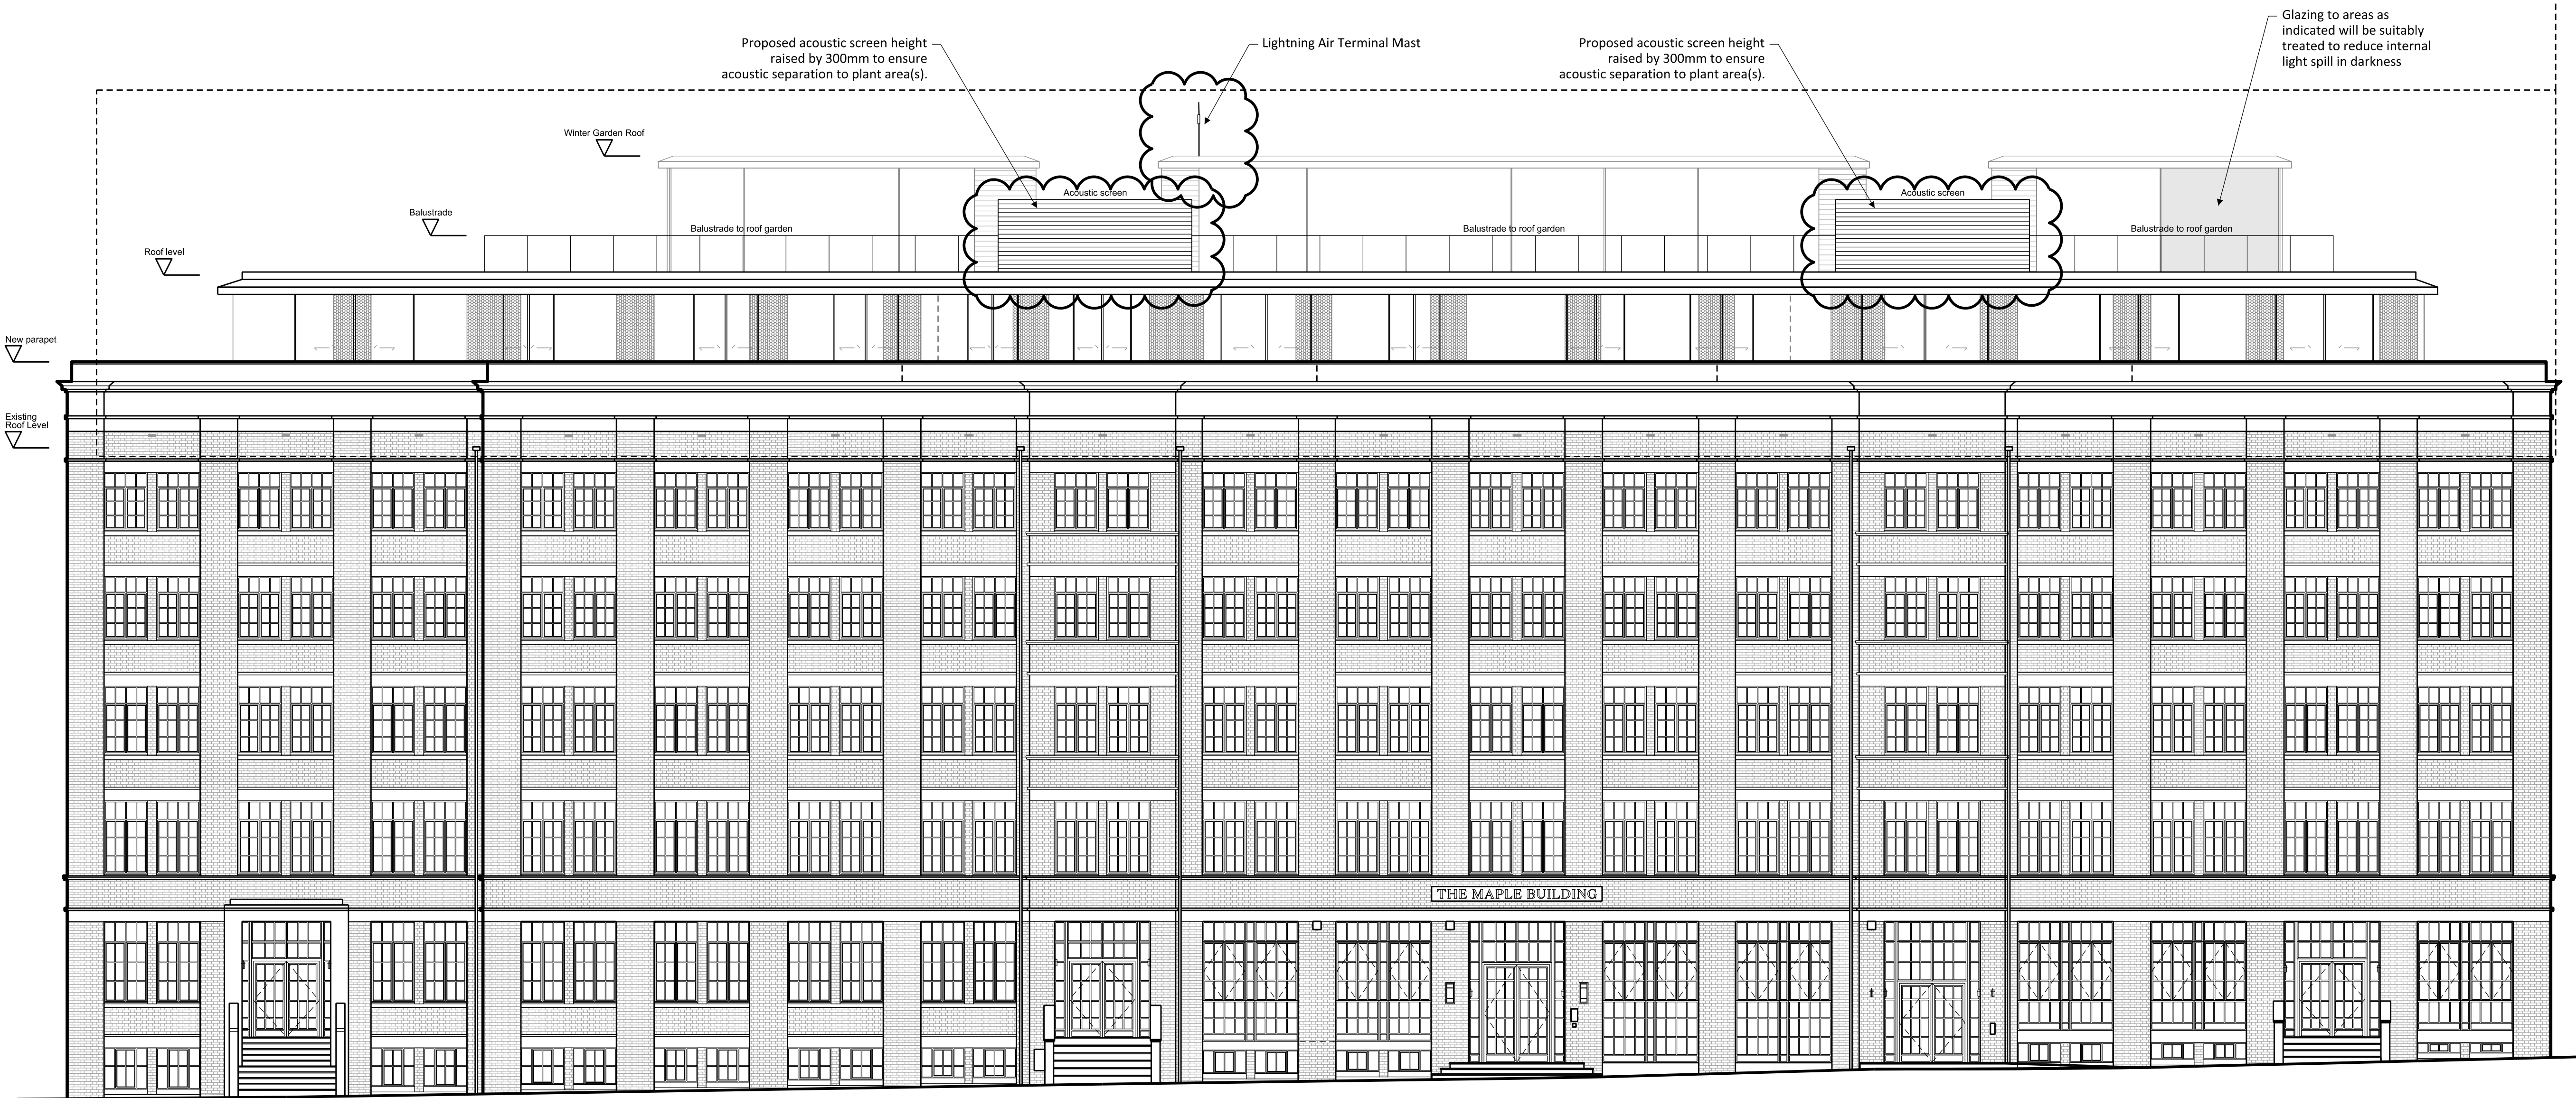 Proposed acoustic screen height
raised by 300mm to ensure
acoustic separation to plant area(s).
Lightning Air Terminal Mast
Proposed acoustic screen height
raised by 300mm to ensure
acoustic separation to plant area(s).
Glazing to areas as
indicated will be suitably
treated to reduce internal
light spill in darkness
Winter Garden Roof
Acoustic screen
Acoustic screen
Balustrade
Balustrade to roof garden
Balustrade to roof garden
Balustrade to roof garden
Roof level
New parapet
Existing
Roof Level
THE MAPLE BUILDING